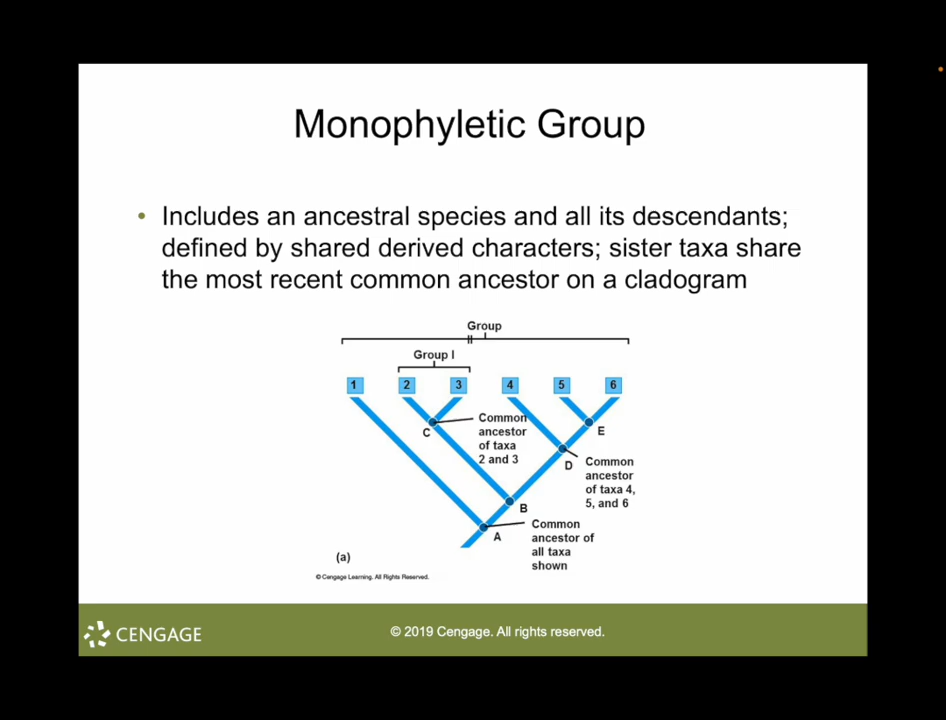 Monophyletic Group
• Includes an ancestral species and all its descendants;
defined by shared derived characters; sister taxa share
the most recent common ancestor on a cladogram
Group
Group I
1 2 3 4 5 6
C
Common
ancestor
of taxa
2 and 3
E
D
Common
ancestor
of taxa 4,
5, and 6
B
A
Common
ancestor of
all taxa
shown
(a)
© Cengage Learning. All Rights Reserved.
CENGAGE
© 2019 Cengage. All rights reserved.